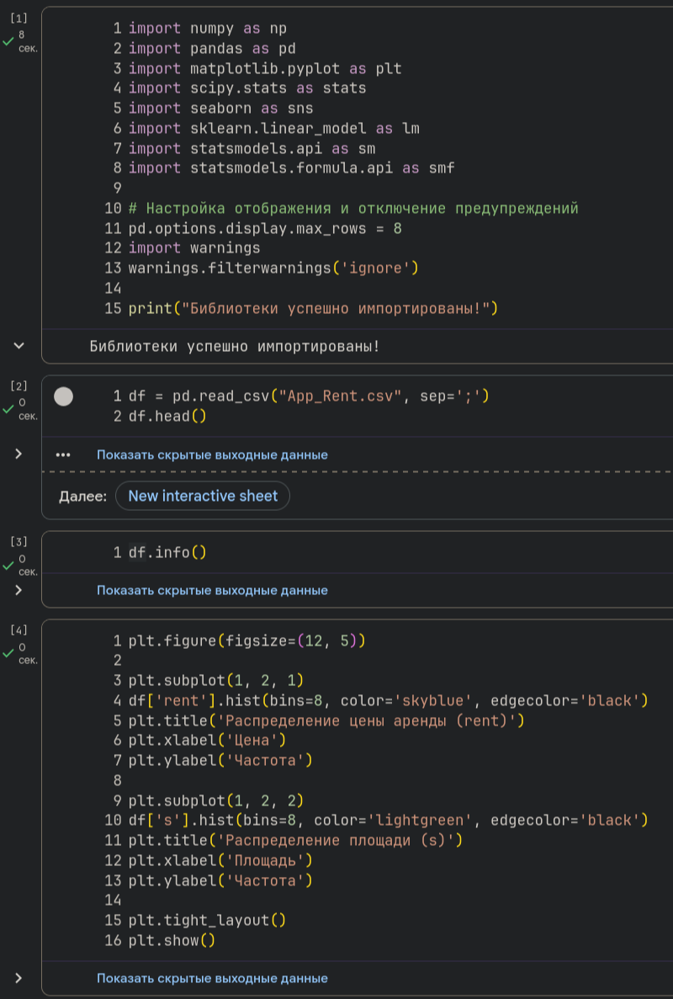 [1]
8
сек.
1 import numpy as np
2 import pandas as pd
3 import matplotlib.pyplot as plt
4 import scipy.stats as stats
5 import seaborn as sns
6 import sklearn.linear_model as lm
7 import statsmodels.api as sm
8 import statsmodels.formula.api as smf
9
10 # Настройка отображения и отключение предупреждений
11 pd.options.display.max_rows = 8
12 import warnings
13 warnings.filterwarnings('ignore')
14
15 print("Библиотеки успешно импортированы!")
Библиотеки успешно импортированы!
[2]
0
сек.
1 df = pd.read_csv("App_Rent.csv", sep=';')
2 df.head()
Показать скрытые выходные данные
Далее: New interactive sheet
[3]
0
сек.
1 df.info()
Показать скрытые выходные данные
[4]
0
сек.
1 plt.figure(figsize=(12, 5))
2
3 plt.subplot(1, 2, 1)
4 df['rent'].hist(bins=8, color='skyblue', edgecolor='black')
5 plt.title('Распределение цены аренды (rent)')
6 plt.xlabel('Цена')
7 plt.ylabel('Частота')
8
9 plt.subplot(1, 2, 2)
10 df['s'].hist(bins=8, color='lightgreen', edgecolor='black')
11 plt.title('Распределение площади (s)')
12 plt.xlabel('Площадь')
13 plt.ylabel('Частота')
14
15 plt.tight_layout()
16 plt.show()
Показать скрытые выходные данные